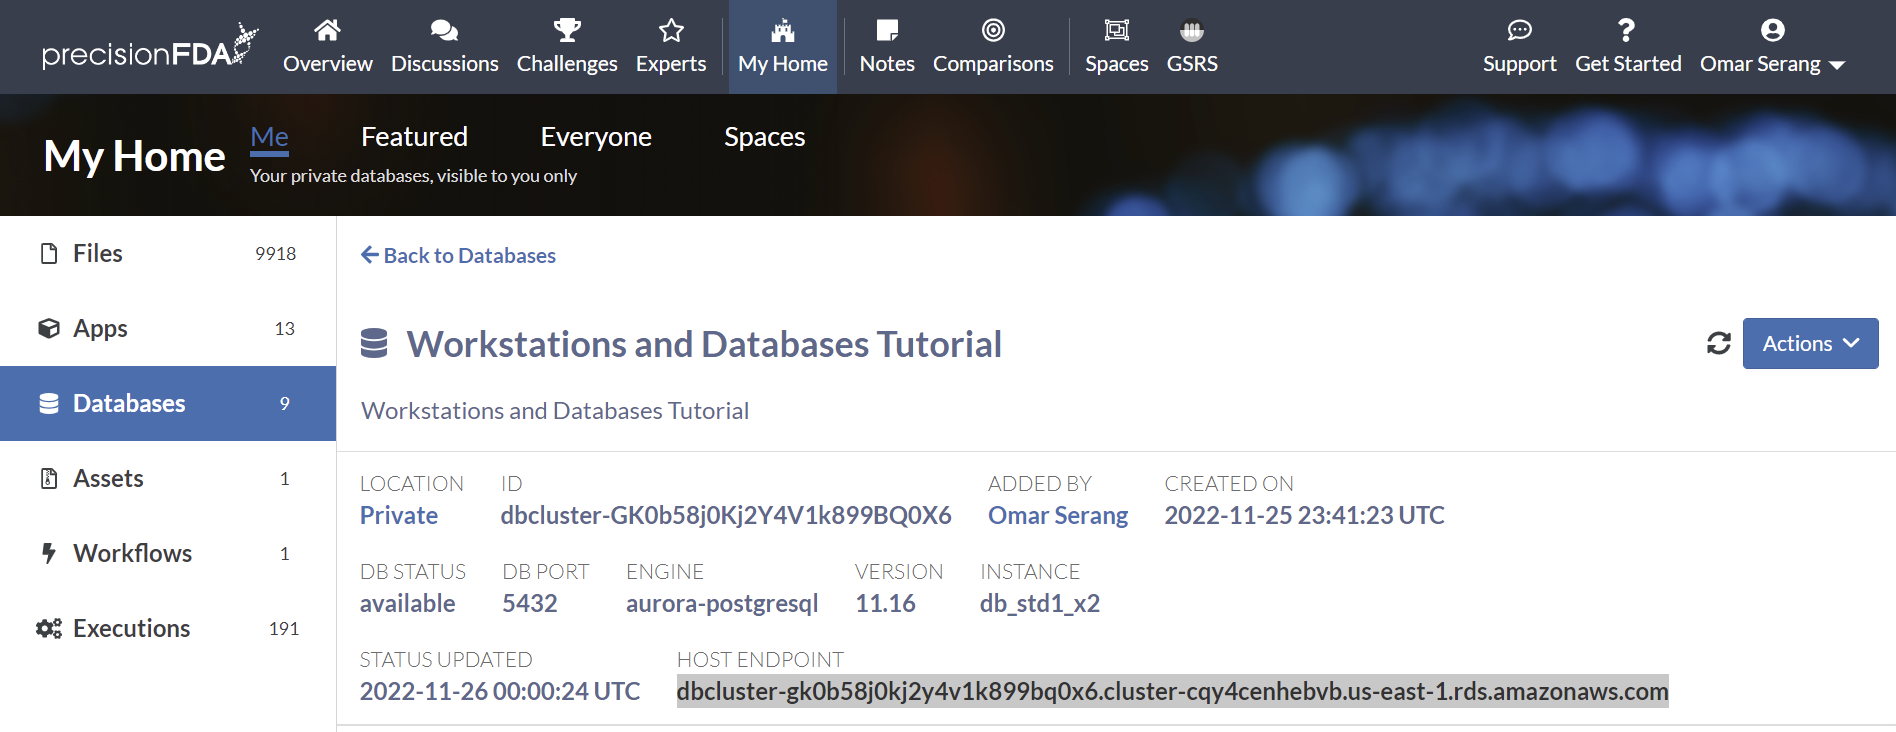 precisionFDA
Overview Discussions Challenges Experts My Home Notes Comparisons Spaces GSRS Support Get Started Omar Serang
My Home Me Featured Everyone Spaces
Your private databases, visible to you only
Files 9918
Apps 13
Databases 9
Assets 1
Workflows 1
Executions 191
Back to Databases
Workstations and Databases Tutorial
Actions
Workstations and Databases Tutorial
LOCATION ID ADDED BY CREATED ON
Private dbcluster-GK0b58j0Kj2Y4V1k899BQ0X6 Omar Serang 2022-11-25 23:41:23 UTC
DB STATUS DB PORT ENGINE VERSION INSTANCE
available 5432 aurora-postgresql 11.16 db_std1_x2
STATUS UPDATED HOST ENDPOINT
2022-11-26 00:00:24 UTC dbcluster-gk0b58j0kj2y4v1k899bq0x6.cluster-cqy4cenhebvb.us-east-1.rds.amazonaws.com